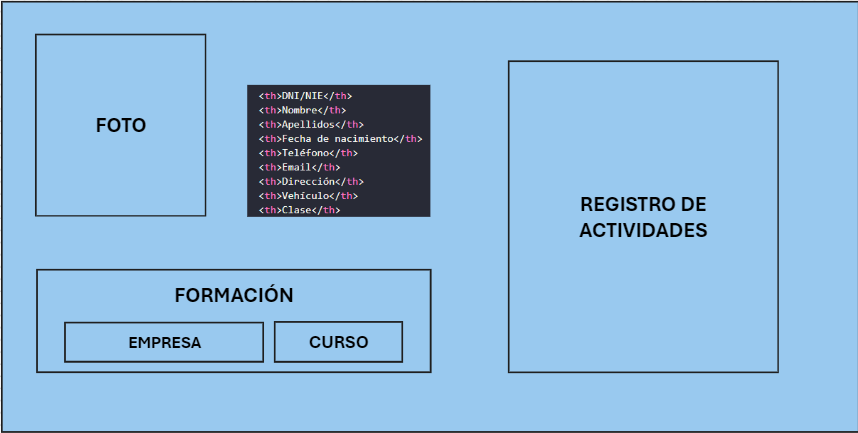 FOTO
<th>DNI/NIE</th>
<th>Nombre</th>
<th>Apellidos</th>
<th>Fecha de nacimiento</th>
<th>Teléfono</th>
<th>Email</th>
<th>Dirección</th>
<th>Vehículo</th>
<th>Clase</th>
FORMACIÓN
EMPRESA
CURSO
REGISTRO DE
ACTIVIDADES